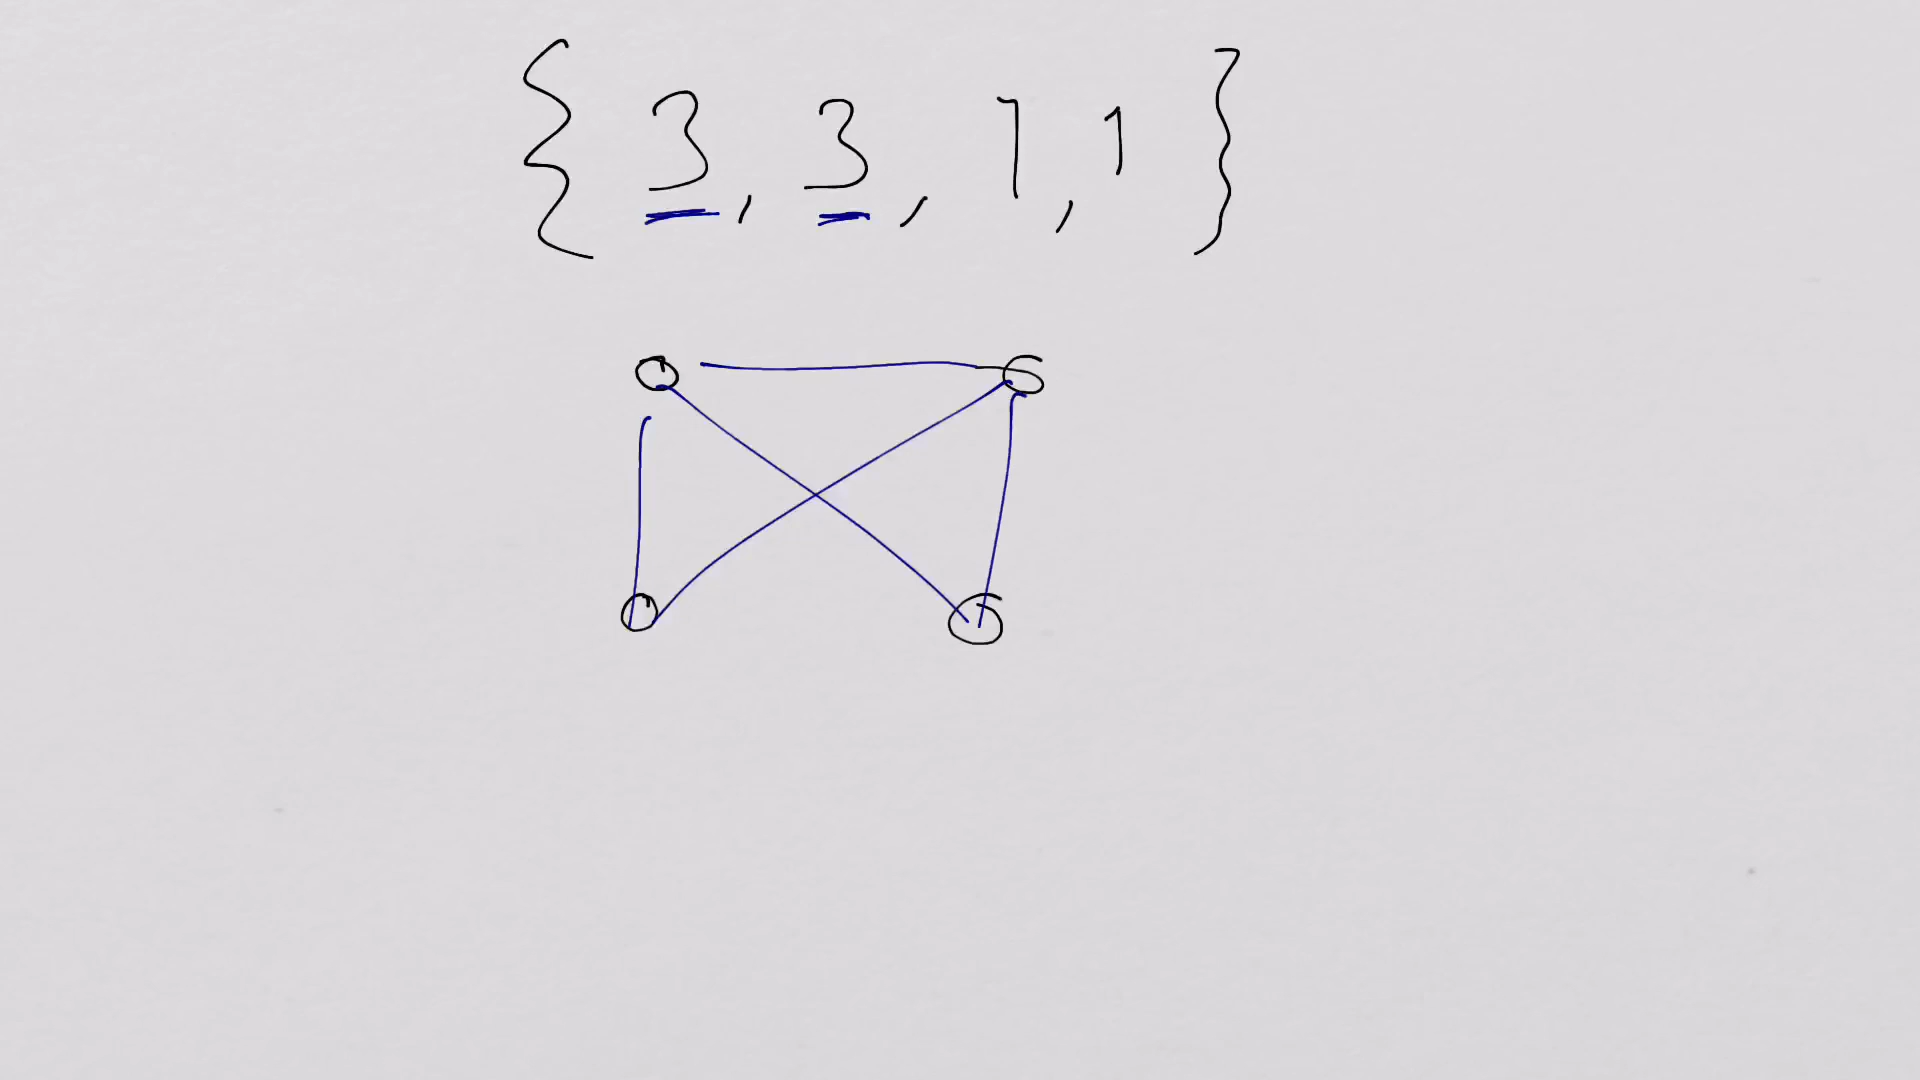 { 3, 3, 1, 1 }